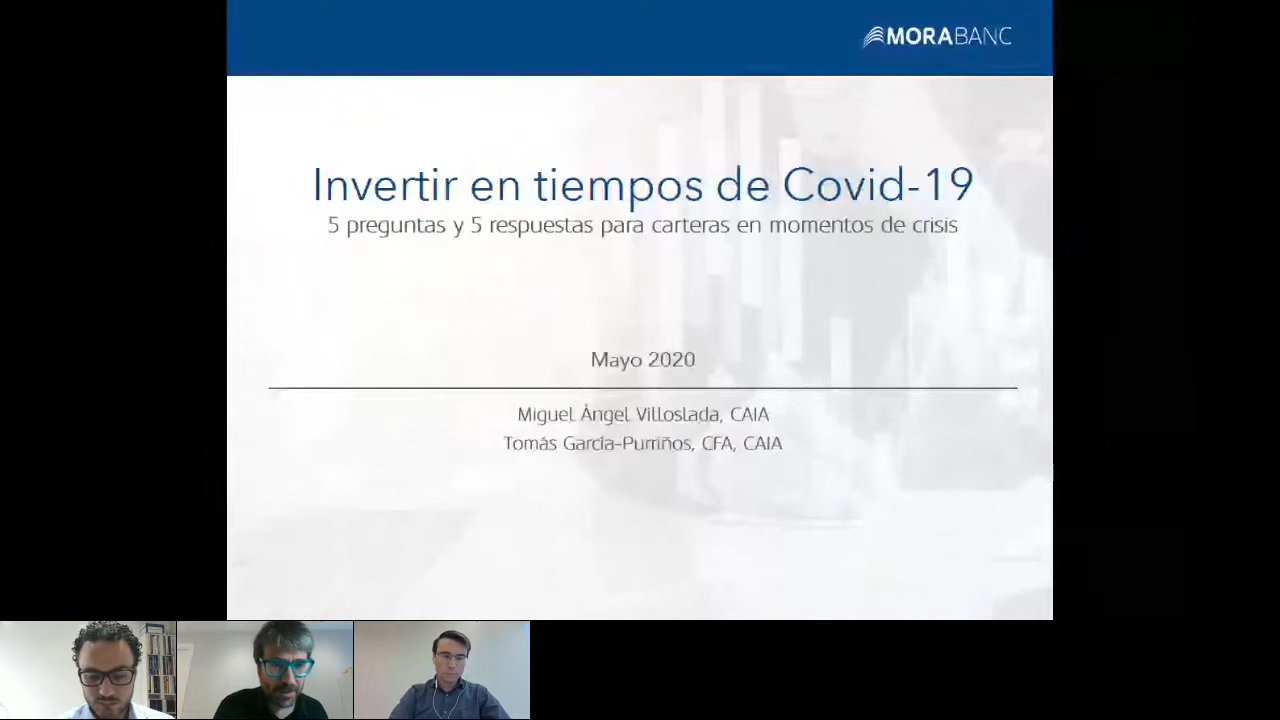 MORABANC
Invertir en tiempos de Covid-19
5 preguntas y 5 respuestas para carteras en momentos de crisis
Mayo 2020
Miguel Ángel Villoslada, CAIA
Tomás García-Purriños, CFA, CAIA